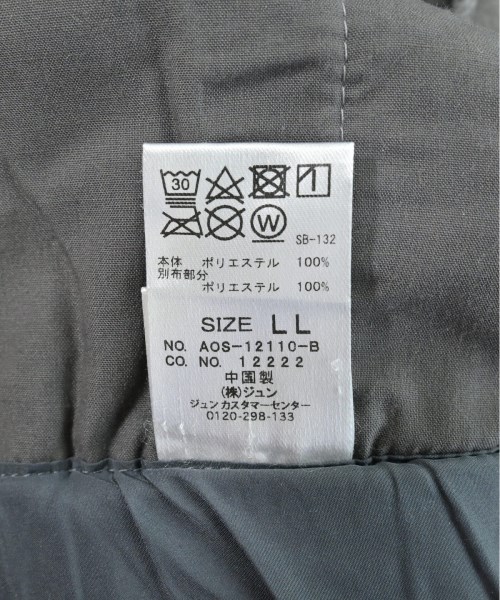 30
W
SB-132
本体 ポリエステル 100%
別布部分
ポリエステル 100%
SIZE LL
NO. AOS-12110-B
CO. NO. 12222
中国製
(株)ジュン
ジュンカスタマーセンター
0120-298-133